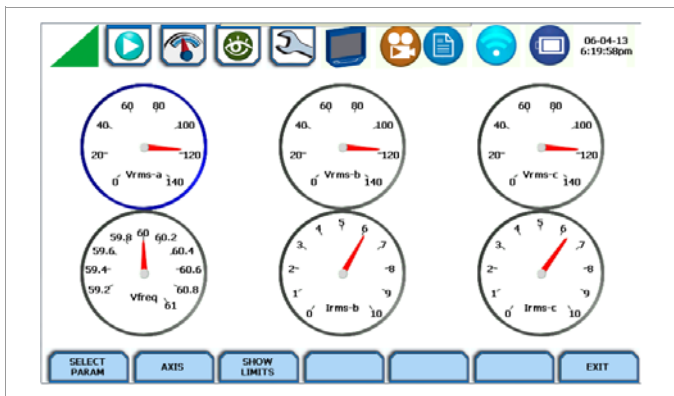 06-04-13
6:19:58pm
0 20 40 60 80 100 120 140
Vrms-a
0 20 40 60 80 100 120 140
Vrms-b
0 20 40 60 80 100 120 140
Vrms-c
59.2 59.4 59.6 59.8 60 60.2 60.4 60.6 60.8 61
Vfreq
0 1 2 3 4 5 6 7 8 9 10
Irms-b
0 1 2 3 4 5 6 7 8 9 10
Irms-c
SELECT
PARAM
AXIS
SHOW
LIMITS
EXIT